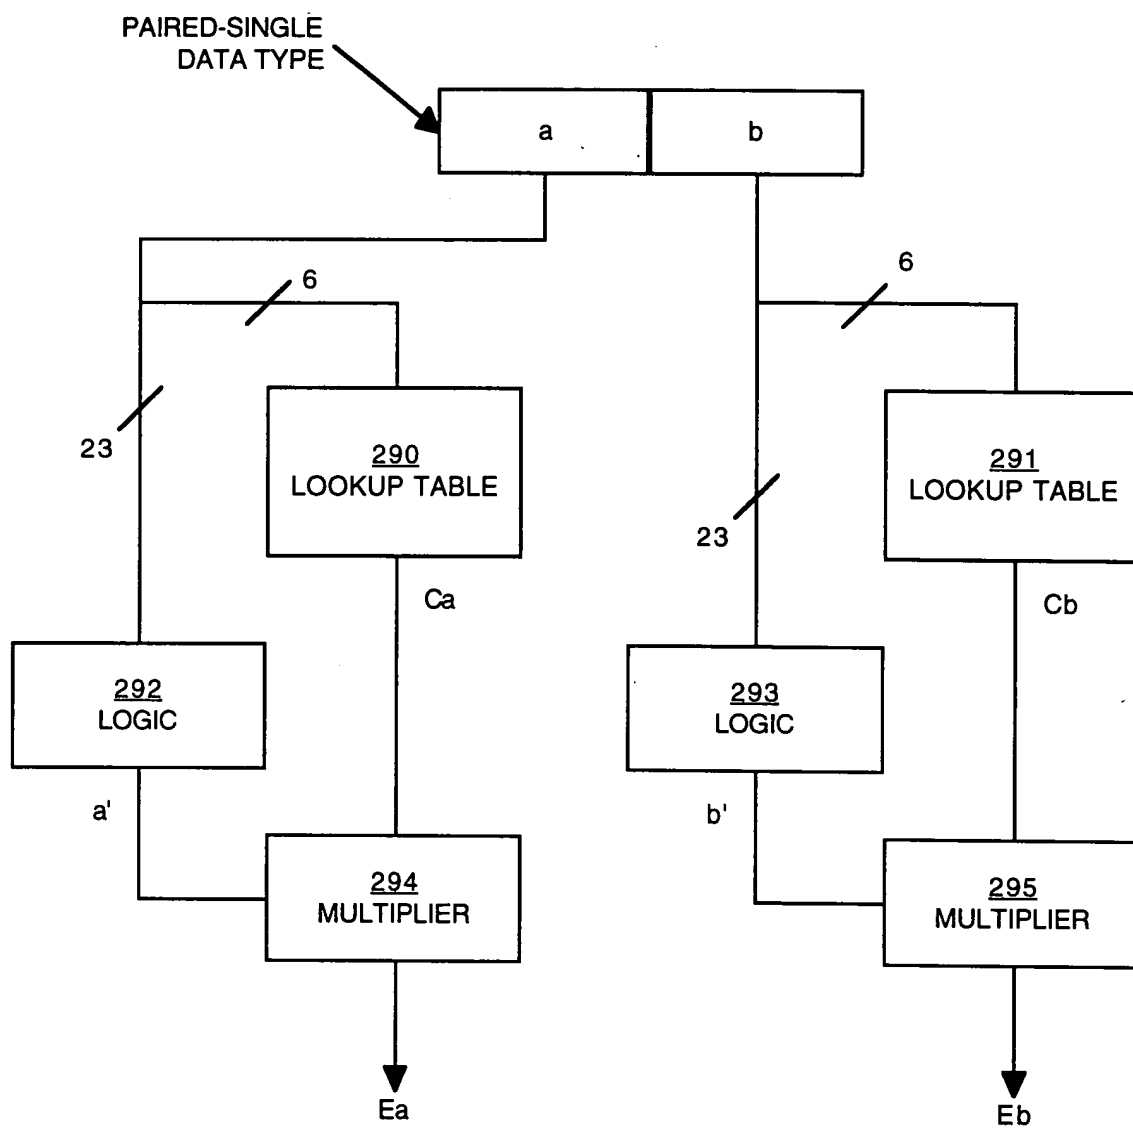 PAIRED-SINGLE
DATA TYPE
a
b
6
6
23
290
LOOKUP TABLE
291
LOOKUP TABLE
23
Ca
Cb
292
LOGIC
293
LOGIC
a'
b'
294
MULTIPLIER
295
MULTIPLIER
Ea
Eb